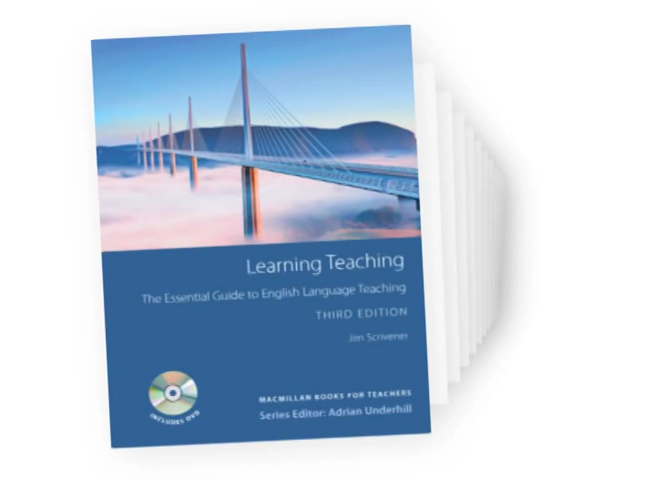 Learning Teaching
The Essential Guide to English Language Teaching
THIRD EDITION
Jim Scrivener
INCLUDES DVD
MACMILLAN BOOKS FOR TEACHERS
Series Editor: Adrian Underhill